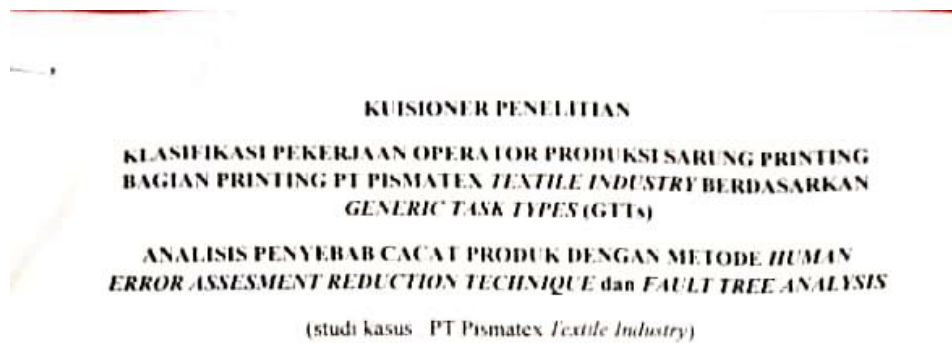 KUISIONER PENELITIAN
KLASIFIKASI PEKERJAAN OPERATOR PRODUKSI SARUNG PRINTING
BAGIAN PRINTING PT PISMATEX TEXTILE INDUSTRY BERDASARKAN
GENERIC TASK TYPES (GTTs)
ANALISIS PENYEBAB CACAT PRODUK DENGAN METODE HUMAN
ERROR ASSESMENT REDUCTION TECHNIQUE dan FAULT TREE ANALYSIS
(studi kasus PT Pismatex Textile Industry)